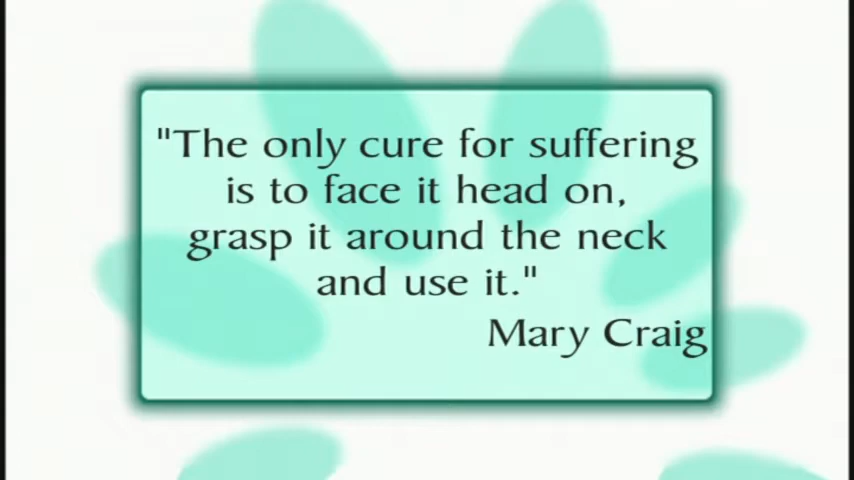 "The only cure for suffering
is to face it head on,
grasp it around the neck
and use it."
Mary Craig